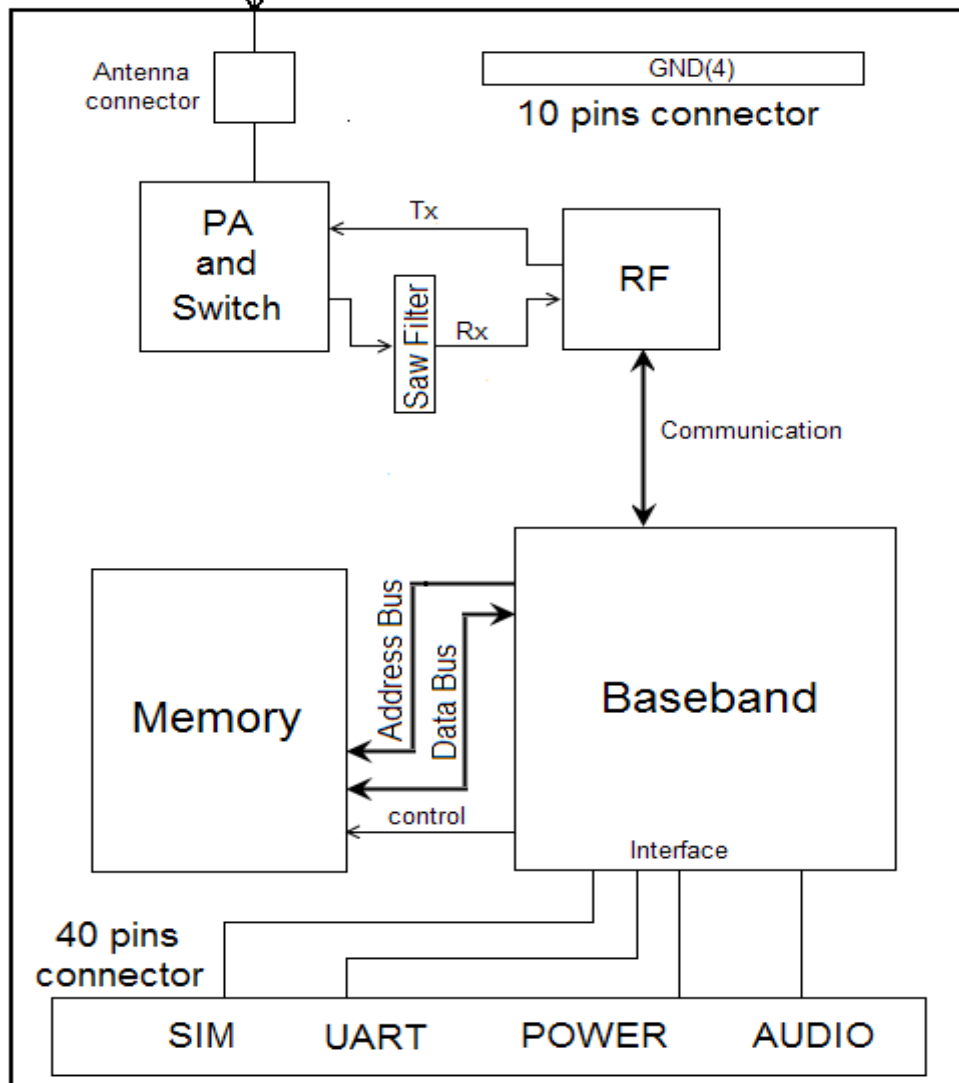 Antenna
connector
GND(4)
10 pins connector
PA
and
Switch
Tx
RF
Saw Filter
Rx
Communication
Memory
Address Bus
Data Bus
Baseband
control
Interface
40 pins
connector
SIM
UART
POWER
AUDIO